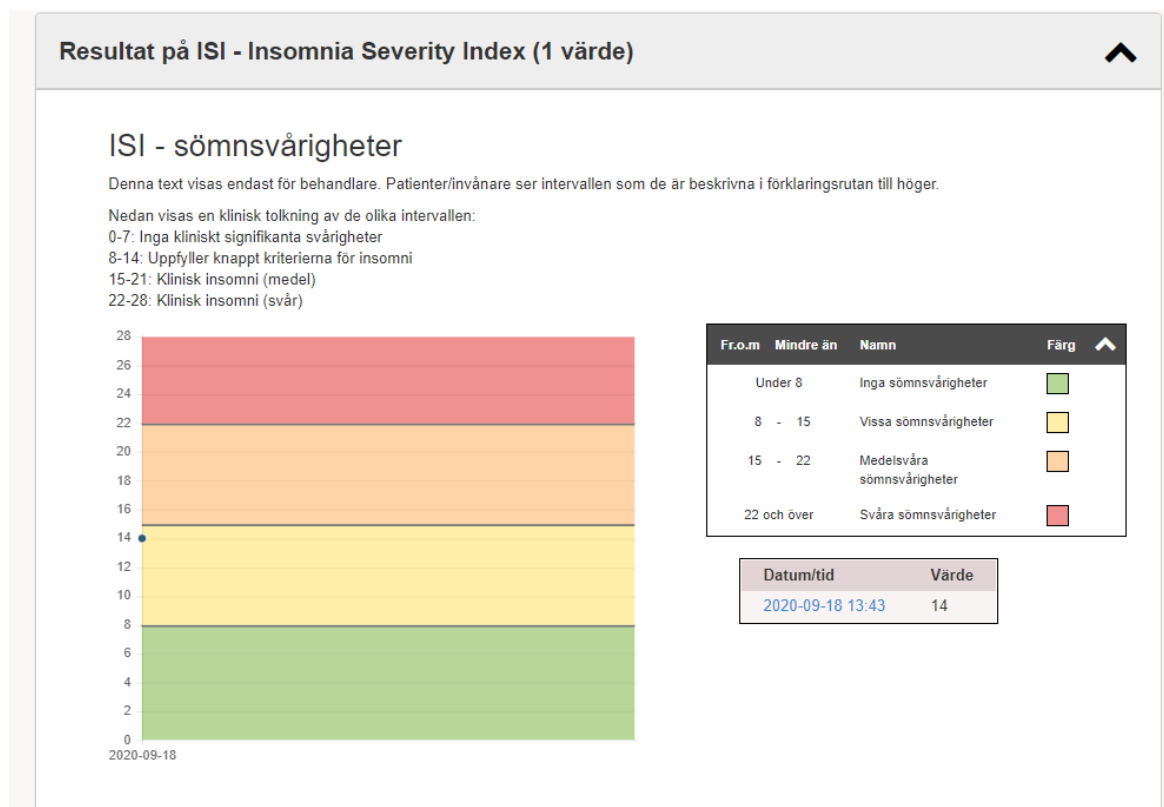 Resultat på ISI - Insomnia Severity Index (1 värde)
ISI - sömnsvårigheter
Denna text visas endast för behandlare. Patienter/invånare ser intervallen som de är beskrivna i förklaringsrutan till höger.
Nedan visas en klinisk tolkning av de olika intervallen:
0-7: Inga kliniskt signifikanta svårigheter
8-14: Uppfyller knappt kriterierna för insomni
15-21: Klinisk insomni (medel)
22-28: Klinisk insomni (svår)
28
26
24
22
20
18
16
14
12
10
8
6
4
2
0
2020-09-18
Fr.o.m Mindre än Namn Färg
Under 8 Inga sömnsvårigheter
8 - 15 Vissa sömnsvårigheter
15 - 22 Medelsvåra
sömnsvårigheter
22 och över Svåra sömnsvårigheter
Datum/tid Värde
2020-09-18 13:43 14